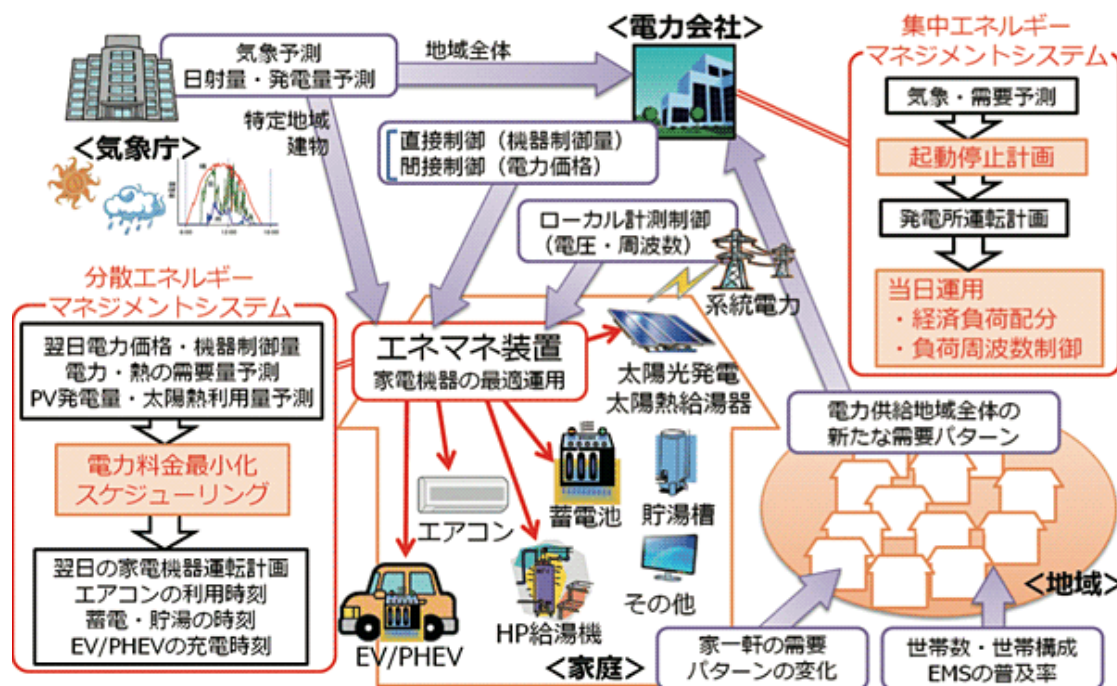 気象予測
日射量・発電量予測
地域全体
<電力会社>
集中エネルギー
マネジメントシステム
気象・需要予測
起動停止計画
発電所運転計画
当日運用
・経済負荷配分
・負荷周波数制御
<気象庁>
特定地域
建物
直接制御（機器制御量）
間接制御（電力価格）
ローカル計測制御
（電圧・周波数）
系統電力
6:00
12:00
分散エネルギー
マネジメントシステム
翌日電力価格・機器制御量
電力・熱の需要量予測
PV発電量・太陽熱利用量予測
電力料金最小化
スケジューリング
翌日の家電機器運転計画
エアコンの利用時刻
蓄電・貯湯の時刻
EV/PHEVの充電時刻
エネマネ装置
家電機器の最適運用
太陽光発電
太陽熱給湯器
エアコン
蓄電池
貯湯槽
EV/PHEV
HP給湯機
その他
<家庭>
電力供給地域全体の
新たな需要パターン
<地域>
家一軒の需要
パターンの変化
世帯数・世帯構成
EMSの普及率